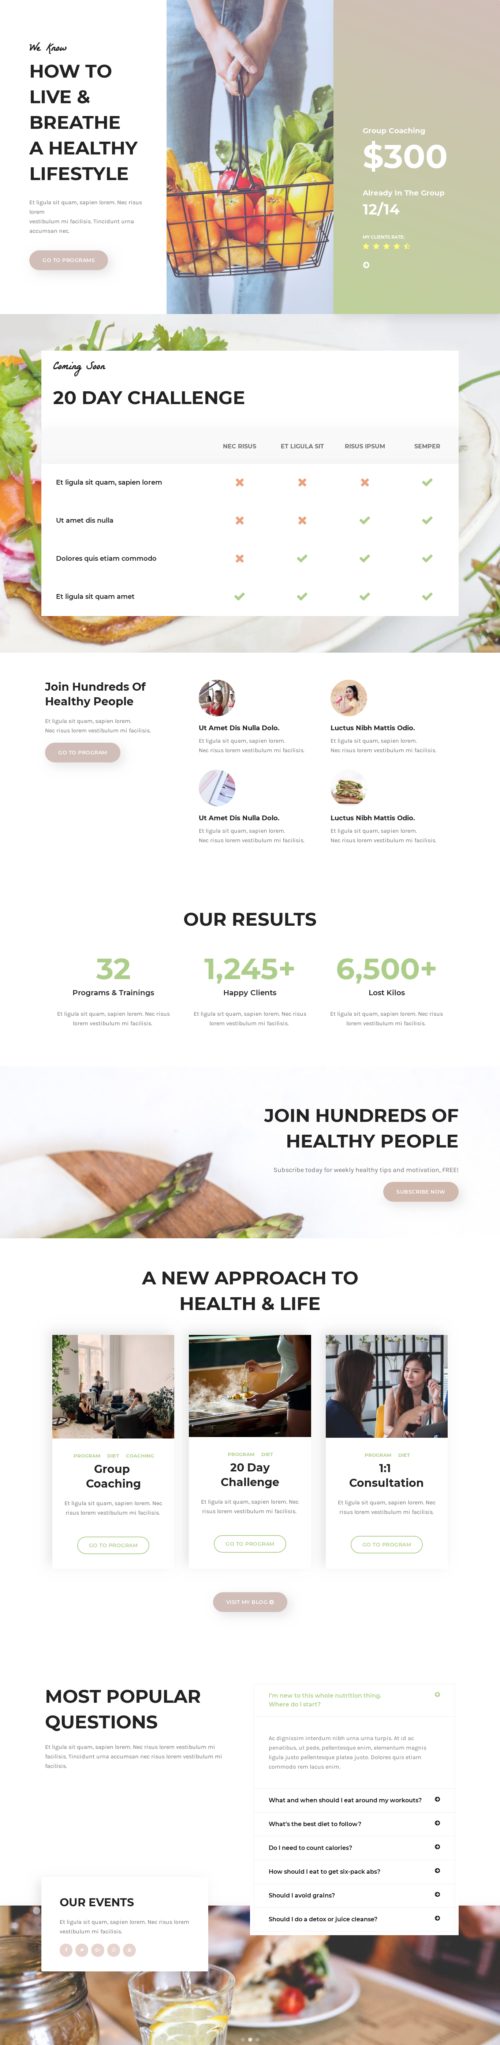 We Know
HOW TO
LIVE &
BREATHE
A HEALTHY
LIFESTYLE
Et ligula sit quam, sapien lorem. Nec risus
lorem
vestibulum mi facilisis. Tincidunt urna
accumsan nec.
GO TO PROGRAMS
Group Coaching
$300
Already In The Group
12/14
MY CLIENTS RATE:
Coming Soon
20 DAY CHALLENGE
NEC RISUS ET LIGULA SIT RISUS IPSUM SEMPER
Et ligula sit quam, sapien lorem
Ut amet dis nulla
Dolores quis etiam commodo
Et ligula sit quam amet
Join Hundreds Of
Healthy People
Et ligula sit quam, sapien lorem.
Nec risus lorem vestibulum mi facilisis.
GO TO PROGRAM
Ut Amet Dis Nulla Dolo.
Et ligula sit quam, sapien lorem.
Nec risus lorem vestibulum mi facilisis.
Luctus Nibh Mattis Odio.
Et ligula sit quam, sapien lorem.
Nec risus lorem vestibulum mi facilisis.
Ut Amet Dis Nulla Dolo.
Et ligula sit quam, sapien lorem.
Nec risus lorem vestibulum mi facilisis.
Luctus Nibh Mattis Odio.
Et ligula sit quam, sapien lorem.
Nec risus lorem vestibulum mi facilisis.
OUR RESULTS
32
Programs & Trainings
Et ligula sit quam, sapien lorem. Nec risus
lorem vestibulum mi facilisis.
1,245+
Happy Clients
Et ligula sit quam, sapien lorem. Nec risus
lorem vestibulum mi facilisis.
6,500+
Lost Kilos
Et ligula sit quam, sapien lorem. Nec risus
lorem vestibulum mi facilisis.
JOIN HUNDREDS OF
HEALTHY PEOPLE
Subscribe today for weekly healthy tips and motivation, FREE!
SUBSCRIBE NOW
A NEW APPROACH TO
HEALTH & LIFE
PROGRAM DIET COACHING
Group
Coaching
Et ligula sit quam, sapien lorem. Nec
risus lorem vestibulum mi facilisis.
GO TO PROGRAM
PROGRAM DIET
20 Day
Challenge
Et ligula sit quam, sapien lorem. Nec
risus lorem vestibulum mi facilisis.
GO TO PROGRAM
PROGRAM DIET
1:1
Consultation
Et ligula sit quam, sapien lorem. Nec
risus lorem vestibulum mi facilisis.
GO TO PROGRAM
VISIT MY BLOG
MOST POPULAR
QUESTIONS
Et ligula sit quam, sapien lorem. Nec risus lorem vestibulum mi
facilisis. Tincidunt urna accumsan nec risus lorem vestibulum mi
facilisis.
I'm new to this whole nutrition thing.
Where do I start?
Ac dignissim interdum nibh urna urna turpis. At id ac
penatibus, ut pede, pellentesque enim, elementum magnis
ligula justo pellentesque platea justo. Dolores quis etiam
commodo rem lacus enim.
What and when should I eat around my workouts?
What's the best diet to follow?
Do I need to count calories?
How should I eat to get six-pack abs?
Should I avoid grains?
Should I do a detox or juice cleanse?
OUR EVENTS
Et ligula sit quam, sapien lorem. Nec risus lorem
vestibulum mi facilisis.